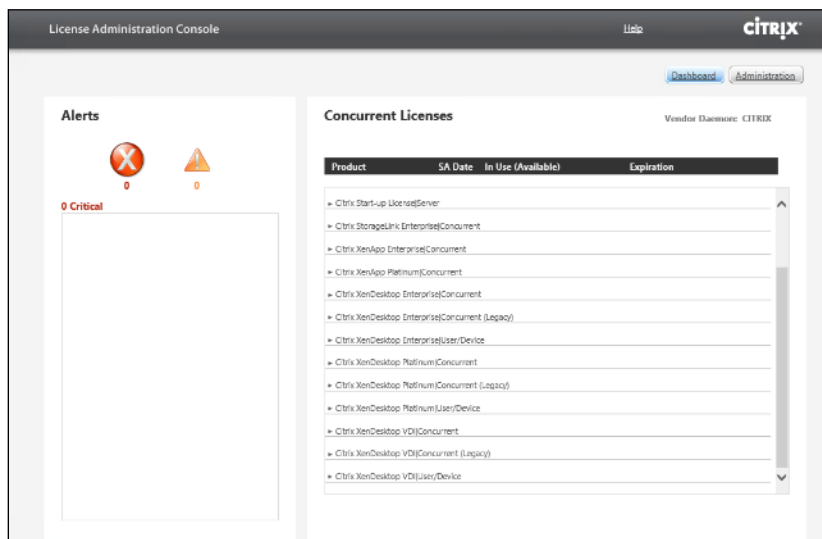 License Administration Console Help CİTRIX
Dashboard Administration
Alerts
0 0
0 Critical
Concurrent Licenses Vendor Daemon: CITRIX
Product SA Date In Use (Available) Expiration
Citrix Start-up License|Server
Citrix StorageLink Enterprise|Concurrent
Citrix XenApp Enterprise|Concurrent
Citrix XenApp Platinum|Concurrent
Citrix XenDesktop Enterprise|Concurrent
Citrix XenDesktop Enterprise|Concurrent (Legacy)
Citrix XenDesktop Enterprise|User/Device
Citrix XenDesktop Platinum|Concurrent
Citrix XenDesktop Platinum|Concurrent (Legacy)
Citrix XenDesktop Platinum|User/Device
Citrix XenDesktop VDI|Concurrent
Citrix XenDesktop VDI|Concurrent (Legacy)
Citrix XenDesktop VDI|User/Device